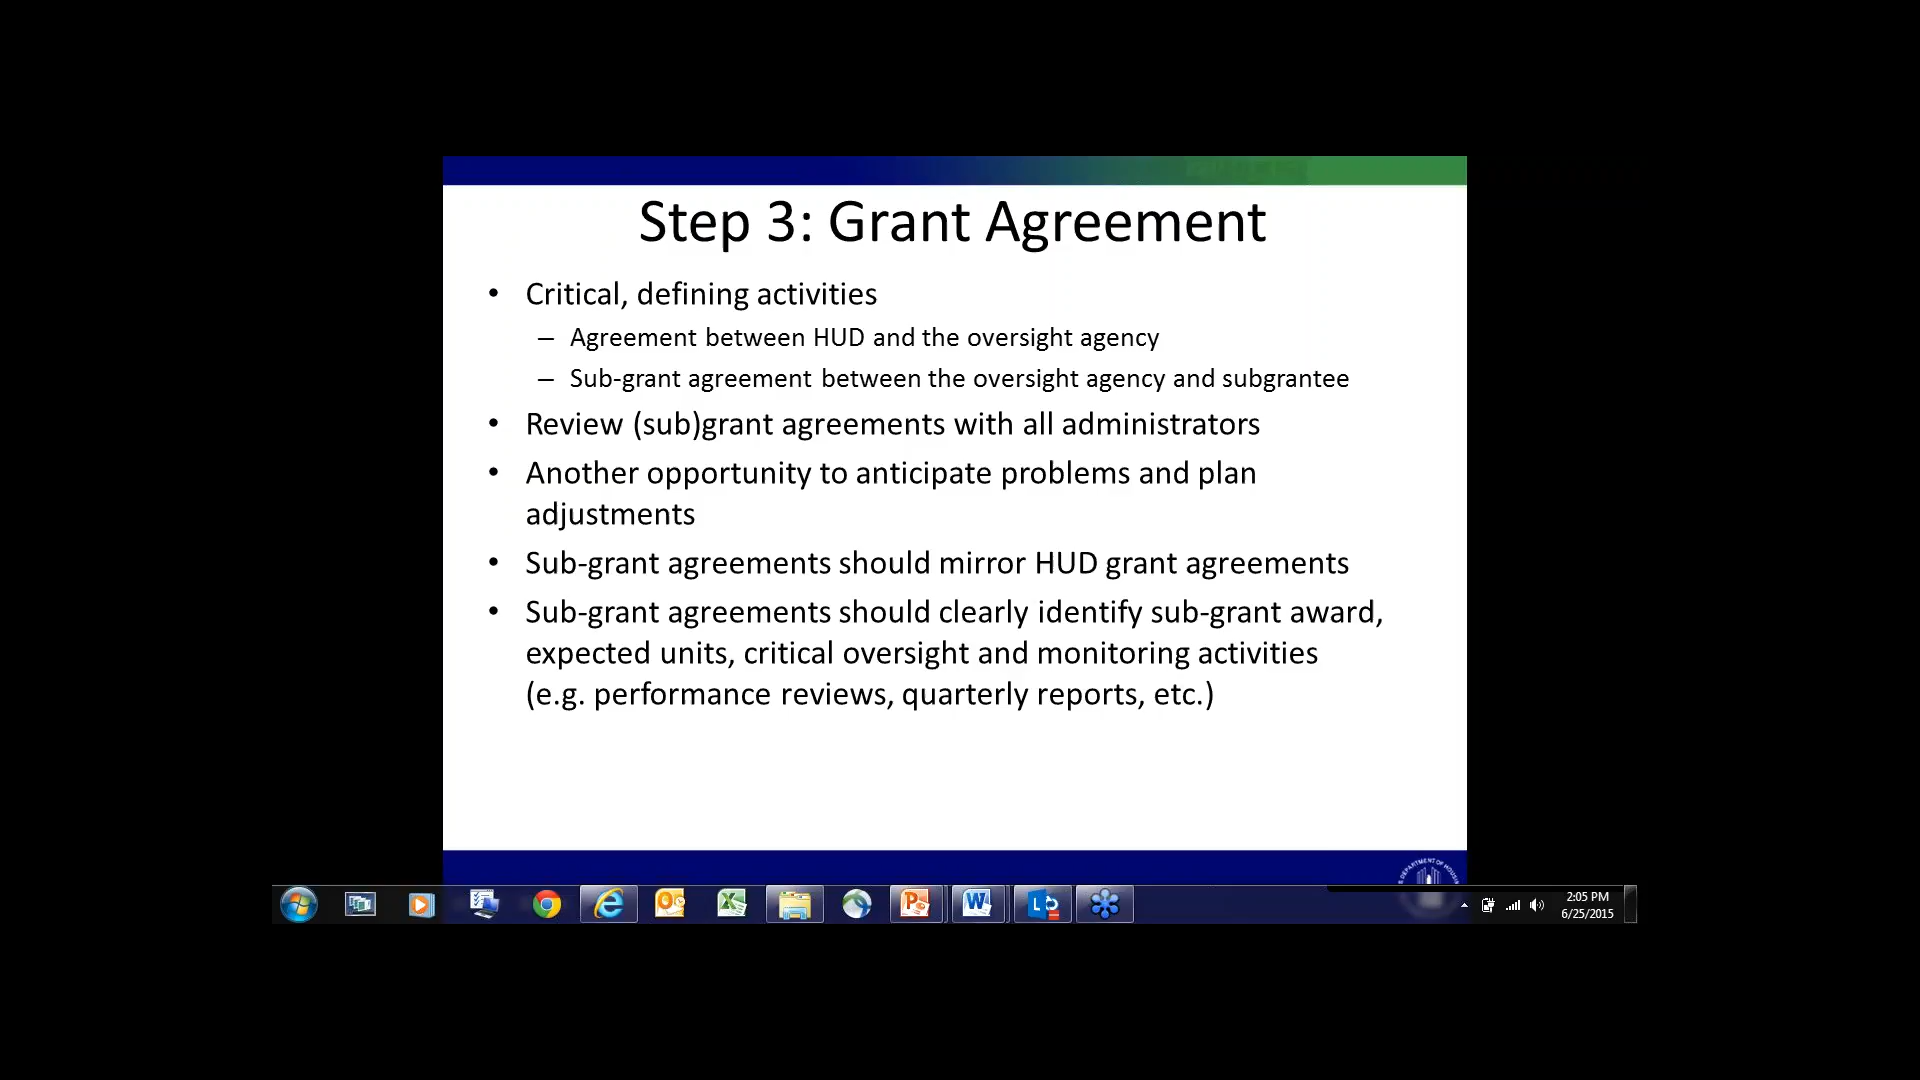 Step 3: Grant Agreement
• Critical, defining activities
– Agreement between HUD and the oversight agency
– Sub-grant agreement between the oversight agency and subgrantee
• Review (sub)grant agreements with all administrators
• Another opportunity to anticipate problems and plan
adjustments
• Sub-grant agreements should mirror HUD grant agreements
• Sub-grant agreements should clearly identify sub-grant award,
expected units, critical oversight and monitoring activities
(e.g. performance reviews, quarterly reports, etc.)
DEPARTMENT OF
2:05 PM
6/25/2015